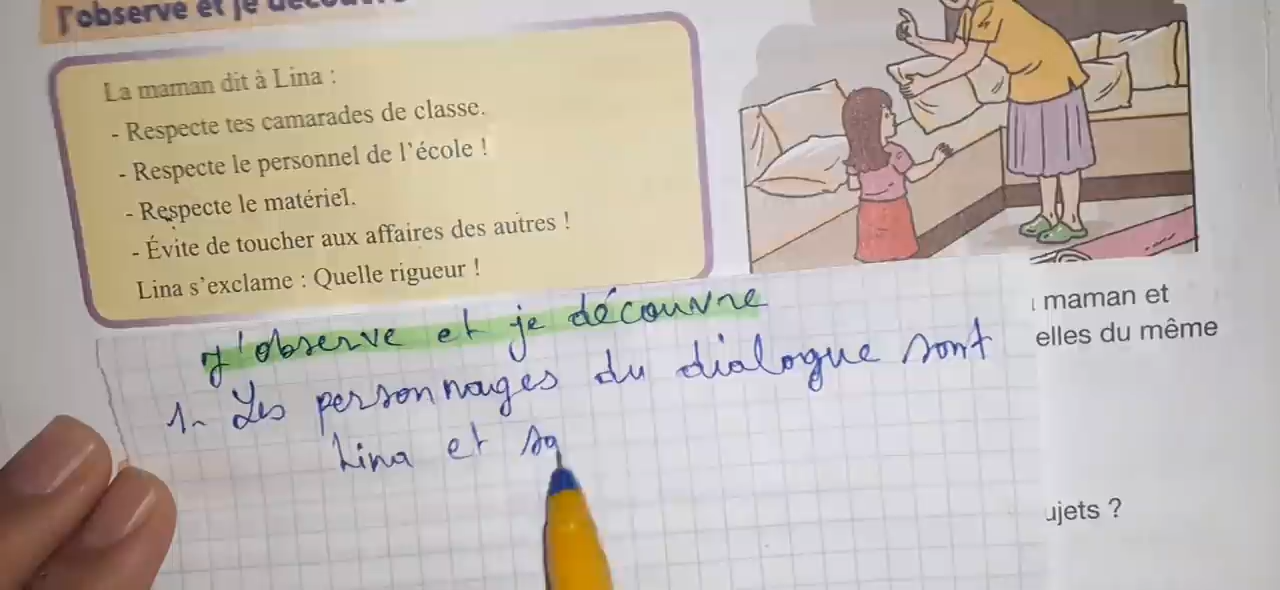 J'observe et je découvre
La maman dit à Lina :
- Respecte tes camarades de classe.
- Respecte le personnel de l'école !
- Respecte le matériel.
- Évite de toucher aux affaires des autres !
Lina s'exclame : Quelle rigueur !
J'observe et je découvre
1- Les personnages du dialogue sont
Lina et sa
maman et
elles du même
ujets ?